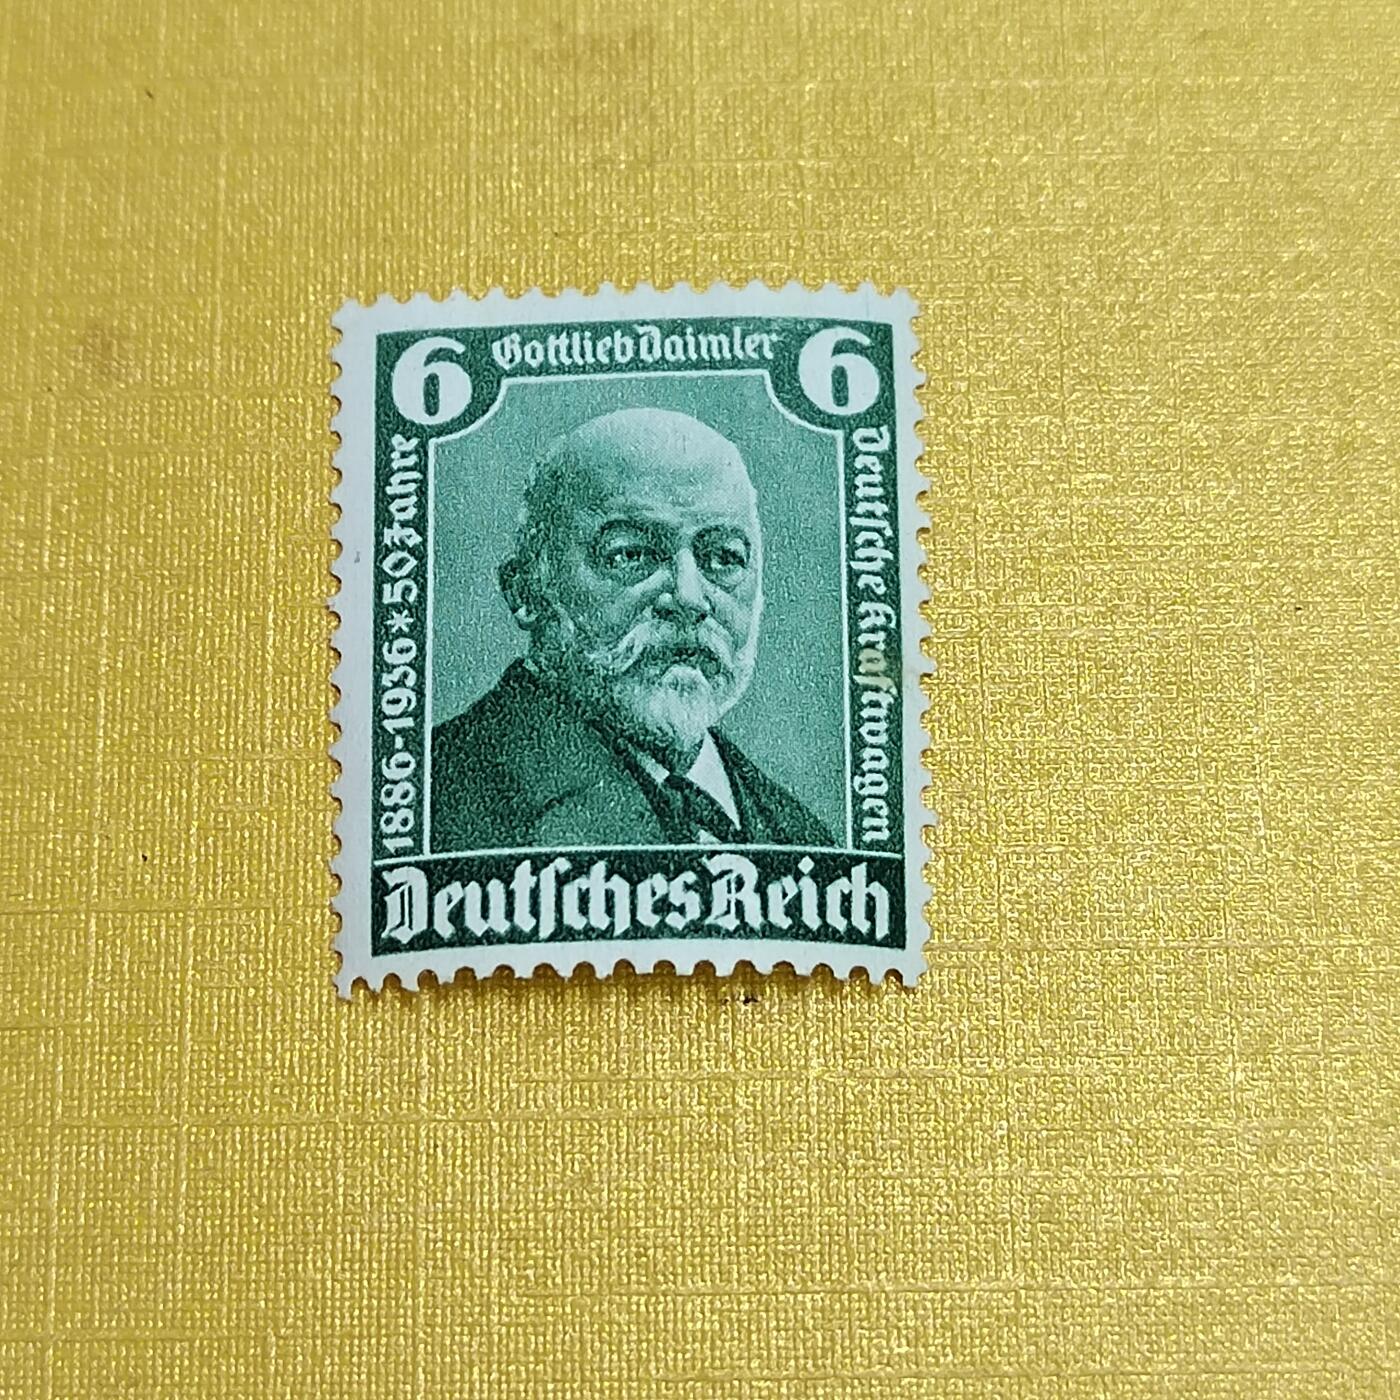 6 Gottlieb Daimler 6
1886-1936 * 50 Jahre
Deutsche Kraftwagen
Deutsches Reich